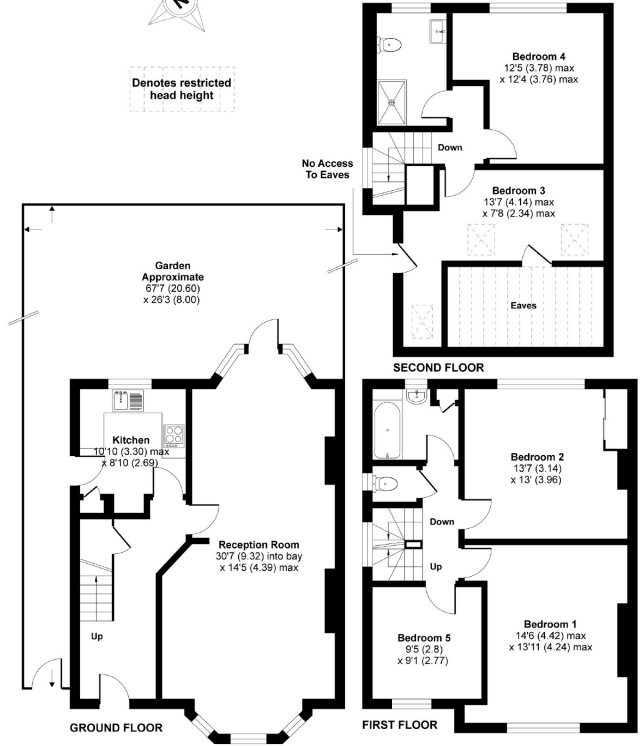 N
Denotes restricted
head height
Bedroom 4
12'5 (3.78) max
x 12'4 (3.76) max
Down
No Access
To Eaves
Bedroom 3
13'7 (4.14) max
x 7'8 (2.34) max
Eaves
SECOND FLOOR
Garden
Approximate
67'7 (20.60)
x 26'3 (8.00)
Kitchen
10'10 (3.30) max
x 8'10 (2.69)
Reception Room
30'7 (9.32) into bay
x 14'5 (4.39) max
Up
GROUND FLOOR
Bedroom 2
13'7 (3.14)
x 13' (3.96)
Down
Up
Bedroom 1
14'6 (4.42) max
x 13'11 (4.24) max
Bedroom 5
9'5 (2.8)
x 9'1 (2.77)
FIRST FLOOR